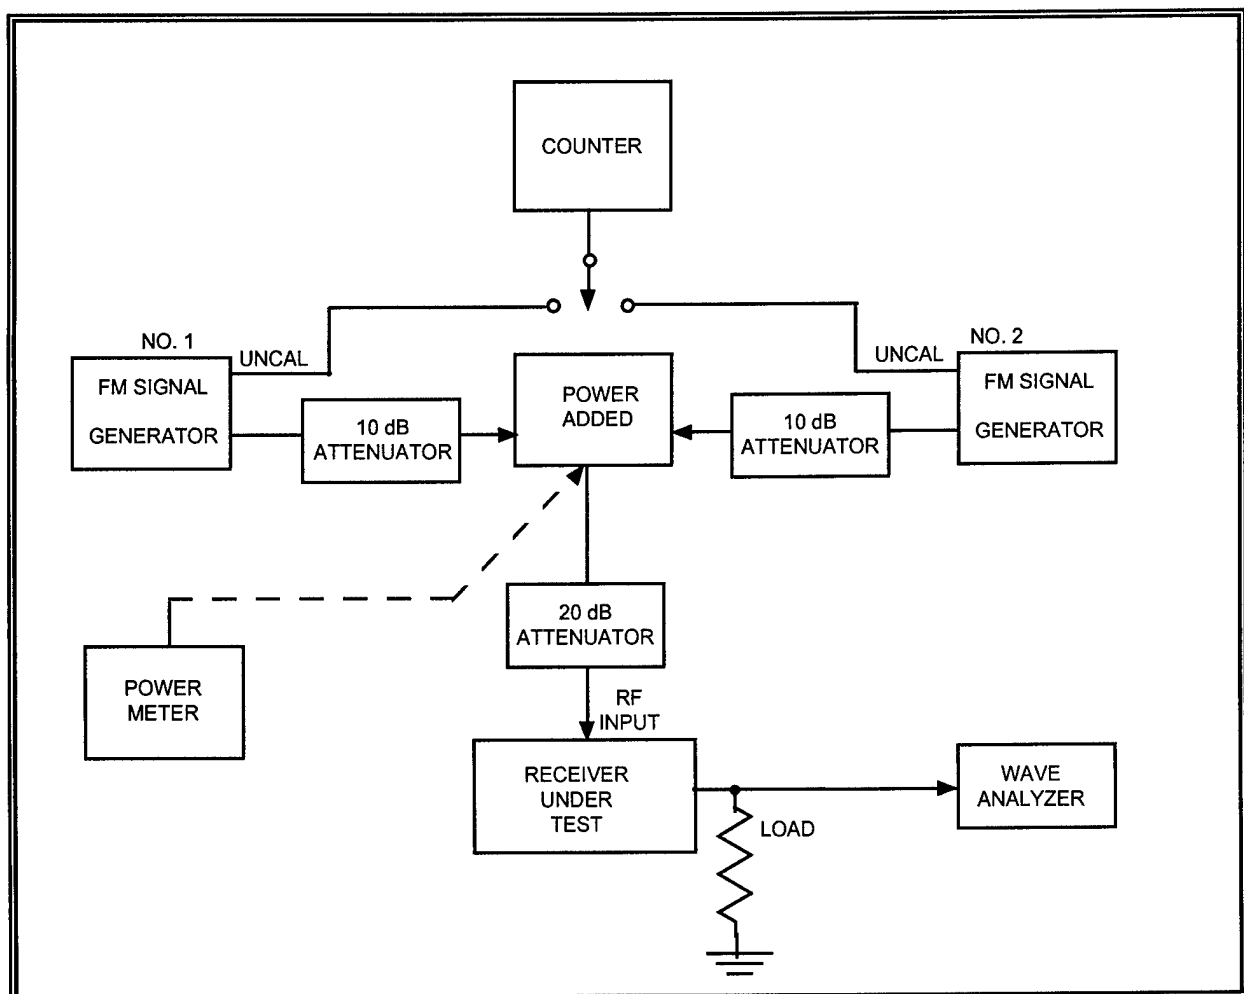 COUNTER
NO. 1
UNCAL
FM SIGNAL
GENERATOR
10 dB
ATTENUATOR
POWER
ADDED
10 dB
ATTENUATOR
UNCAL
NO. 2
FM SIGNAL
GENERATOR
20 dB
ATTENUATOR
POWER
METER
RF
INPUT
RECEIVER
UNDER
TEST
LOAD
WAVE
ANALYZER